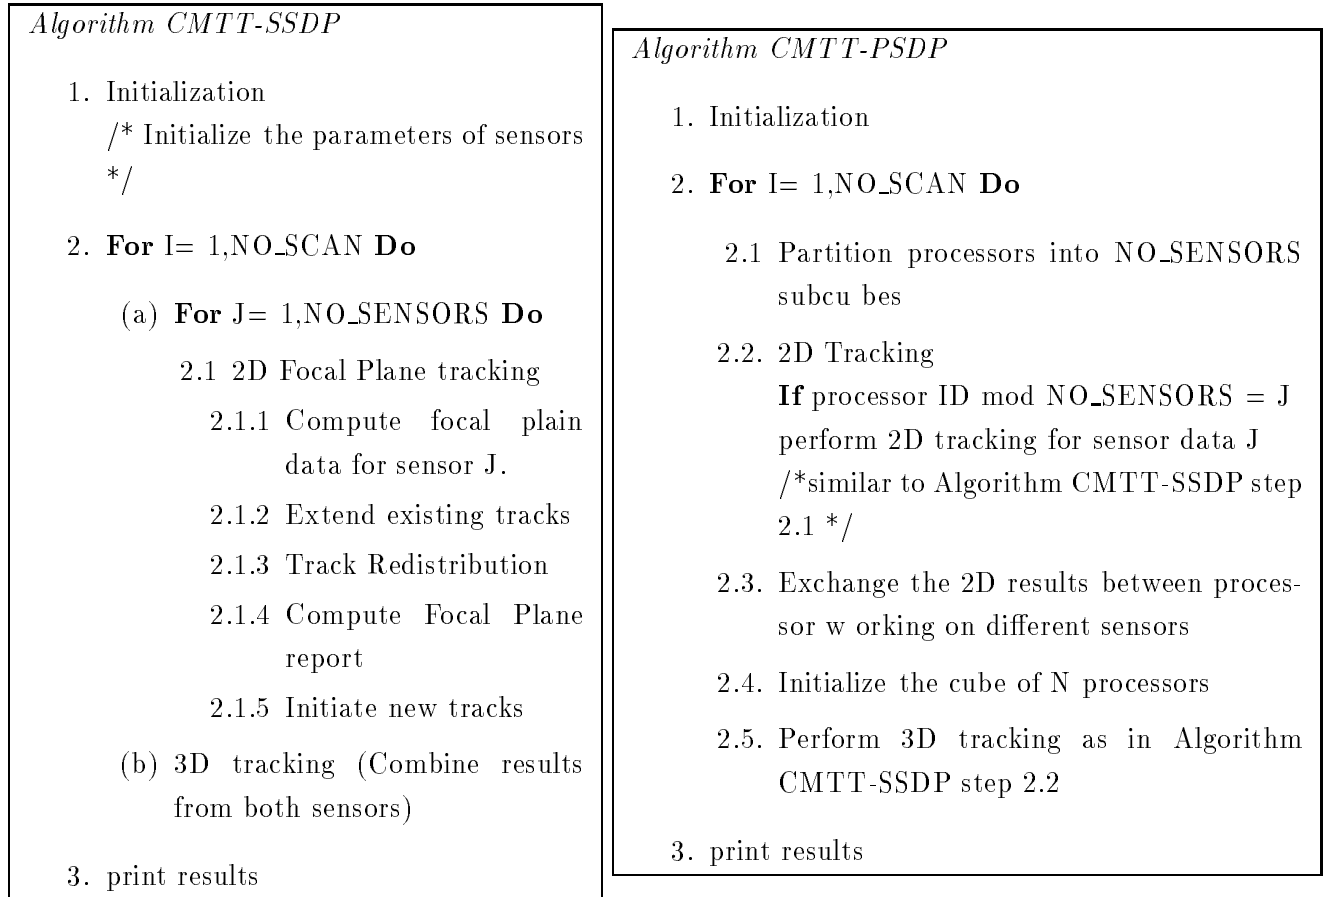 Algorithm CMTT-SSDP
1. Initialization
/* Initialize the parameters of sensors
*/
2. For I= 1,NO_SCAN Do
(a) For J= 1,NO_SENSORS Do
2.1 2D Focal Plane tracking
2.1.1 Compute focal plain
data for sensor J.
2.1.2 Extend existing tracks
2.1.3 Track Redistribution
2.1.4 Compute Focal Plane
report
2.1.5 Initiate new tracks
(b) 3D tracking (Combine results
from both sensors)
3. print results
Algorithm CMTT-PSDP
1. Initialization
2. For I= 1,NO_SCAN Do
2.1 Partition processors into NO_SENSORS
subcu bes
2.2. 2D Tracking
If processor ID mod NO_SENSORS = J
perform 2D tracking for sensor data J
/*similar to Algorithm CMTT-SSDP step
2.1 */
2.3. Exchange the 2D results between proces-
sor w orking on different sensors
2.4. Initialize the cube of N processors
2.5. Perform 3D tracking as in Algorithm
CMTT-SSDP step 2.2
3. print results